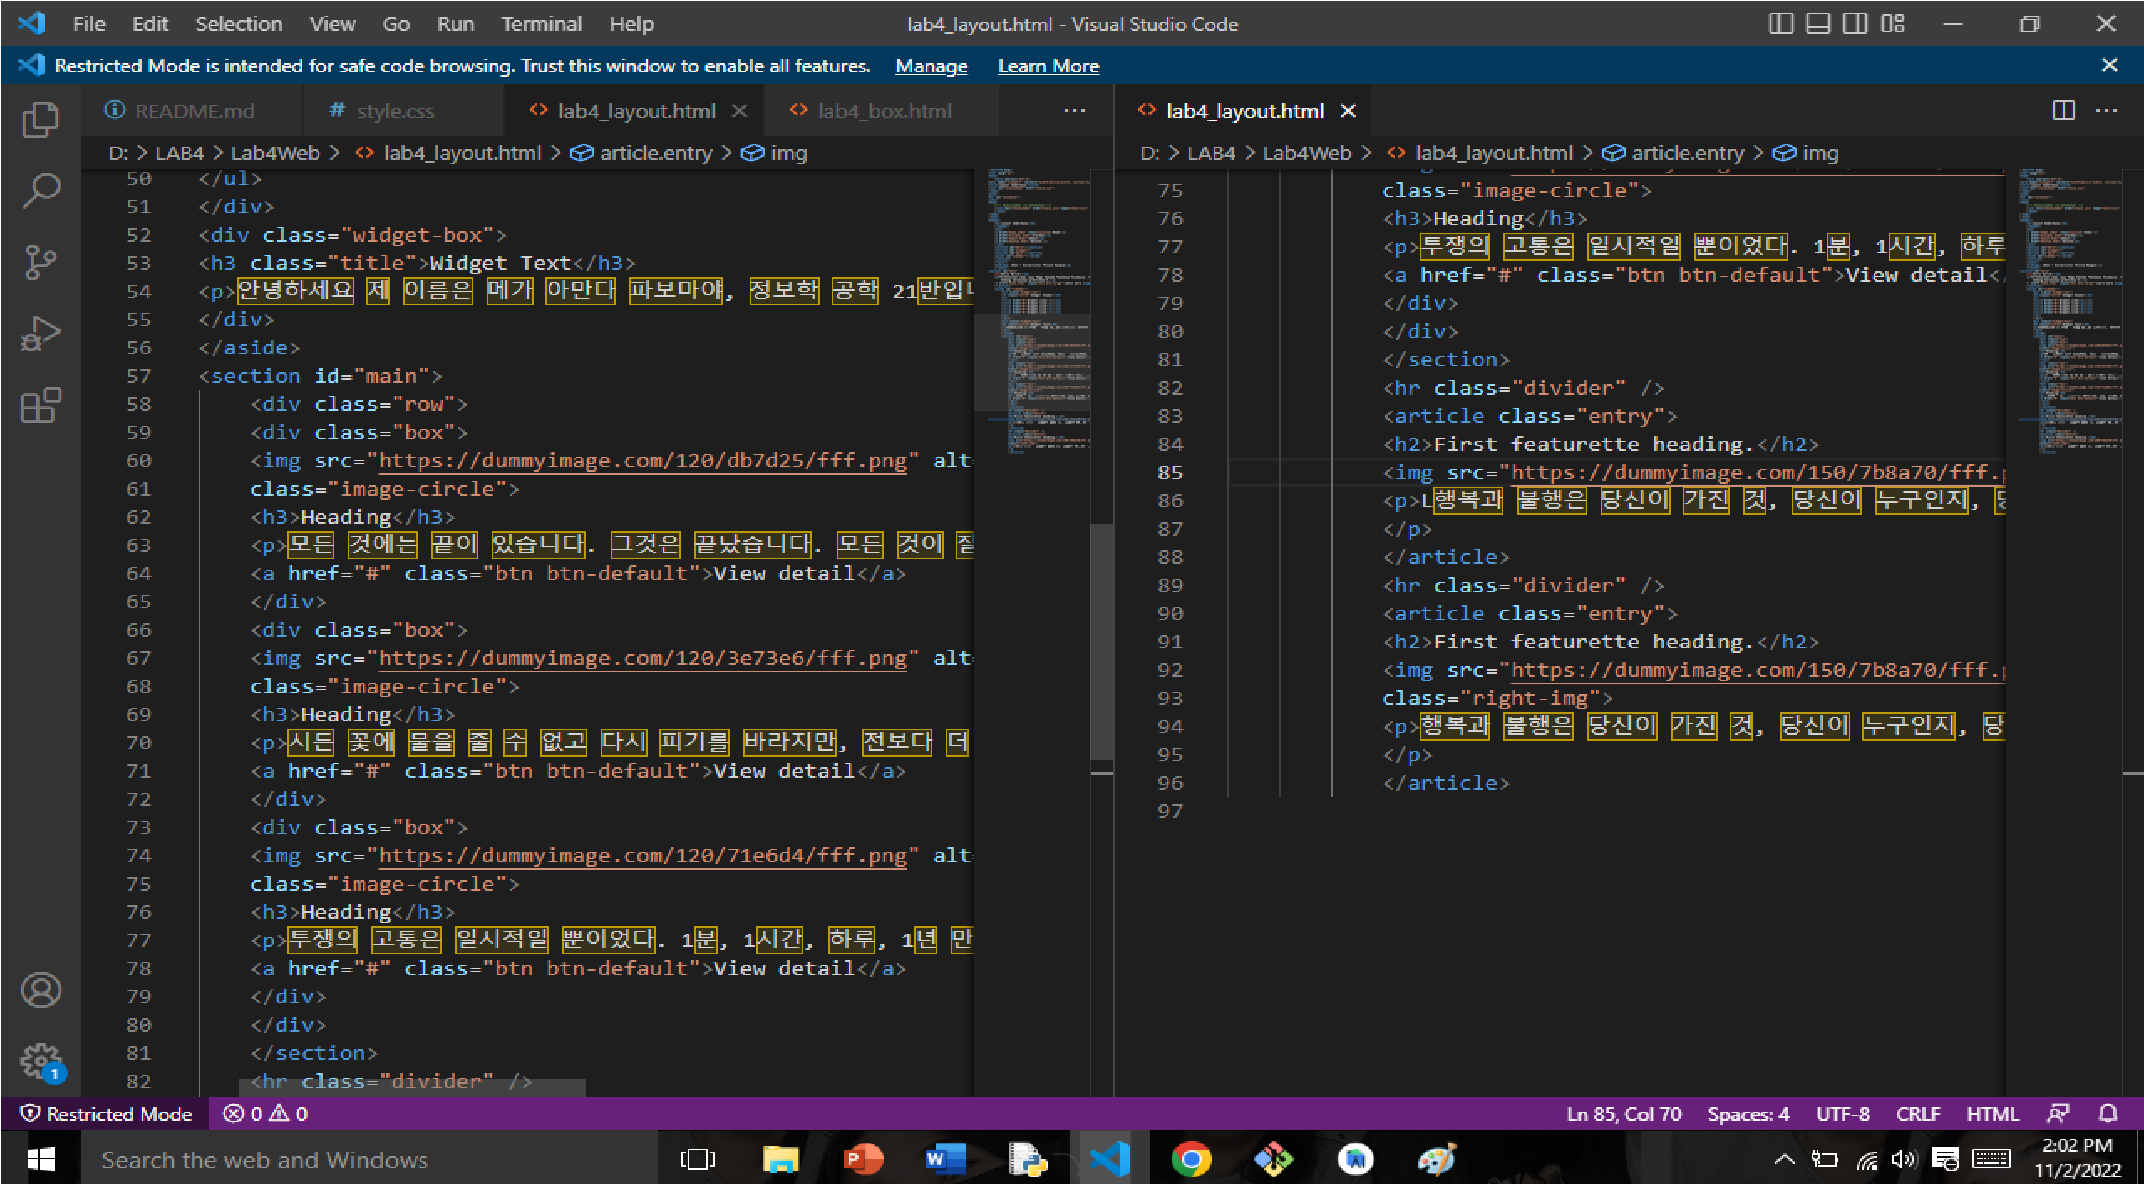 File Edit Selection View Go Run Terminal Help
lab4_layout.html - Visual Studio Code
Restricted Mode is intended for safe code browsing. Trust this window to enable all features. Manage Learn More
README.md
# style.css
<> lab4_layout.html
<> lab4_box.html
D: > LAB4 > Lab4Web > <> lab4_layout.html > article.entry > img
50 </ul>
51 </div>
52 <div class="widget-box">
53 <h3 class="title">Widget Text</h3>
54 <p>안녕하세요 제 이름은 메가 아만다 파보마야, 정보학 공학 21반입니
55 </div>
56 </aside>
57 <section id="main">
58 <div class="row">
59 <div class="box">
60 <img src="https://dummyimage.com/120/db7d25/fff.png" alt=
61 class="image-circle">
62 <h3>Heading</h3>
63 <p>모든 것에는 끝이 있습니다. 그것은 끝났습니다. 모든 것이
64 <a href="#" class="btn btn-default">View detail</a>
65 </div>
66 <div class="box">
67 <img src="https://dummyimage.com/120/3e73e6/fff.png" alt=
68 class="image-circle">
69 <h3>Heading</h3>
70 <p>시든 꽃에 물을 줄 수 없고 다시 피기를 바라지만, 전보다 더
71 <a href="#" class="btn btn-default">View detail</a>
72 </div>
73 <div class="box">
74 <img src="https://dummyimage.com/120/71e6d4/fff.png" alt=
75 class="image-circle">
76 <h3>Heading</h3>
77 <p>투쟁의 고통은 일시적일 뿐이었다. 1분, 1시간, 하루, 1년 만
78 <a href="#" class="btn btn-default">View detail</a>
79 </div>
80 </div>
81 </section>
82 <hr class="divider" />
<> lab4_layout.html
D: > LAB4 > Lab4Web > <> lab4_layout.html > article.entry > img
75 class="image-circle">
76 <h3>Heading</h3>
77 <p>투쟁의 고통은 일시적일 뿐이었다. 1분, 1시간, 하루
78 <a href="#" class="btn btn-default">View detail<
79 </div>
80 </div>
81 </section>
82 <hr class="divider" />
83 <article class="entry">
84 <h2>First featurette heading.</h2>
85 <img src="https://dummyimage.com/150/7b8a70/fff.p
86 <p>L행복과 불행은 당신이 가진 것, 당신이 누구인지,
87 </p>
88 </article>
89 <hr class="divider" />
90 <article class="entry">
91 <h2>First featurette heading.</h2>
92 <img src="https://dummyimage.com/150/7b8a70/fff.p
93 class="right-img">
94 <p>행복과 불행은 당신이 가진 것, 당신이 누구인지, 당
95 </p>
96 </article>
97
1
Restricted Mode 0 0
Ln 85, Col 70 Spaces: 4 UTF-8 CRLF HTML
Search the web and Windows
2:02 PM
11/2/2022